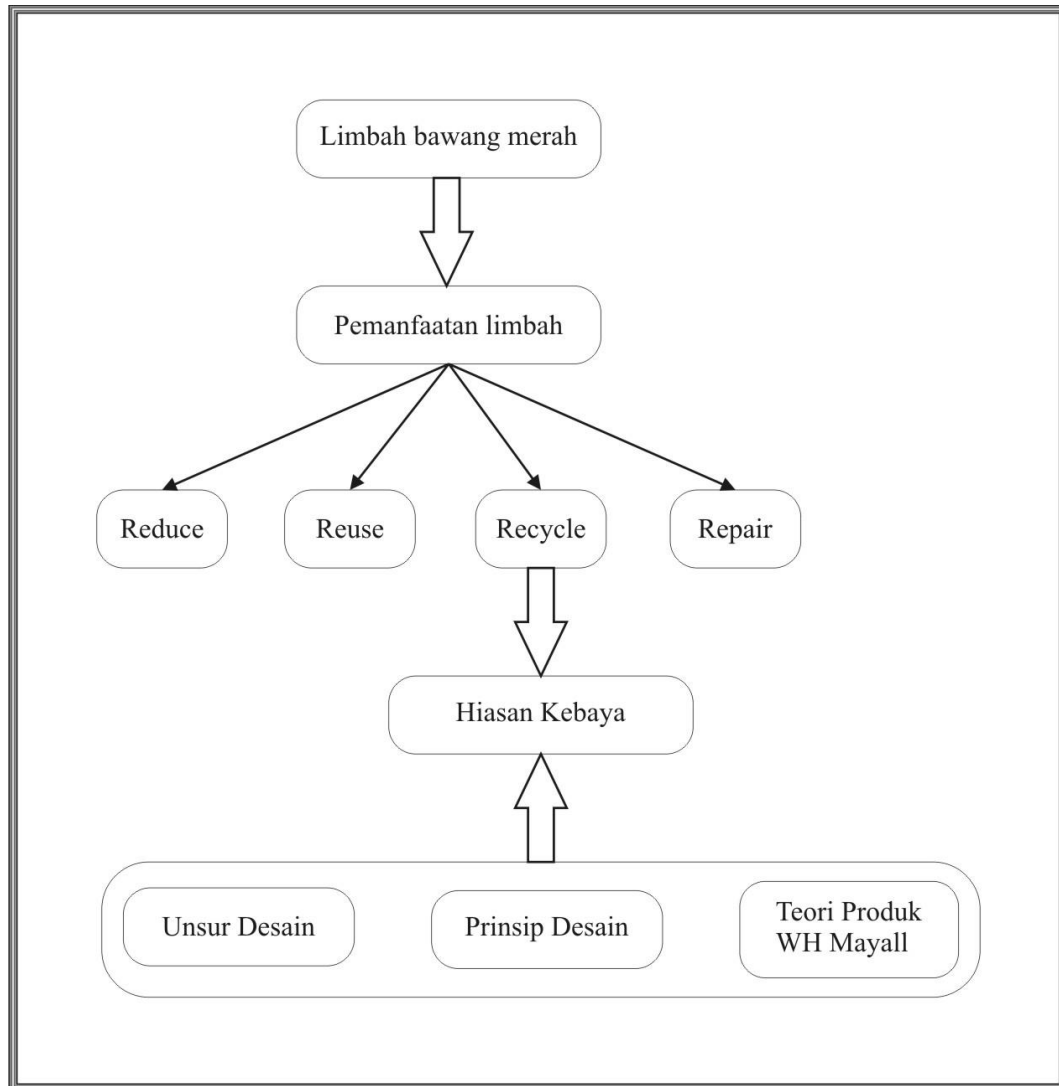 Limbah bawang merah
Pemanfaatan limbah
Reduce
Reuse
Recycle
Repair
Hiasan Kebaya
Unsur Desain
Prinsip Desain
Teori Produk
WH Mayall